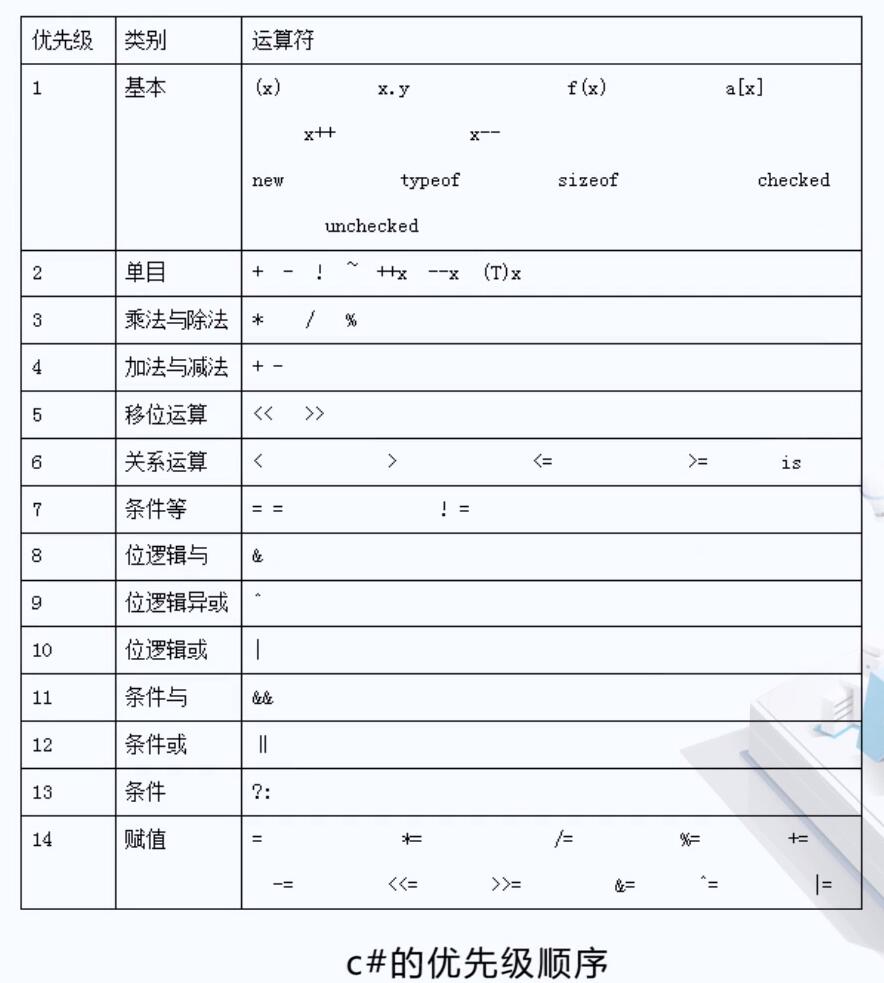 优先级 类别 运算符
1 基本 (x) x.y f(x) a[x]
x++ x--
new typeof sizeof checked
unchecked
2 单目 + - ! ~ ++x --x (T)x
3 乘法与除法 * / %
4 加法与减法 + -
5 移位运算 << >>
6 关系运算 < > <= >= is
7 条件等 = = ! =
8 位逻辑与 &
9 位逻辑异或 ^
10 位逻辑或 |
11 条件与 &&
12 条件或 ||
13 条件 ?:
14 赋值 = *= /= %= +=
-= <<= >>= &= ^= |=
c#的优先级顺序